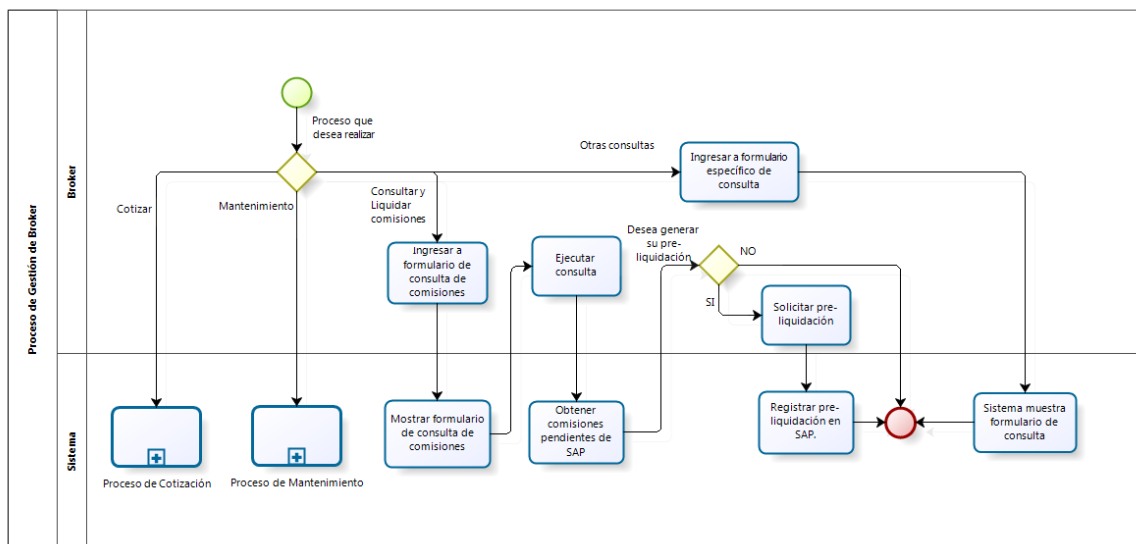 Proceso de Gestión de Broker
Broker
Sistema
Proceso que
desea realizar
Cotizar
Mantenimiento
Consultar y
Liquidar
comisiones
Otras consultas
Ingresar a formulario
específico de
consulta
Ingresar a
formulario de
consulta de
comisiones
Ejecutar
consulta
Desea generar
su pre-
liquidación
NO
SI
Solicitar pre-
liquidación
Proceso de Cotización
Proceso de Mantenimiento
Mostrar formulario
de consulta de
comisiones
Obtener
comisiones
pendientes de
SAP
Registrar pre-
liquidación en
SAP.
Sistema muestra
formulario de
consulta